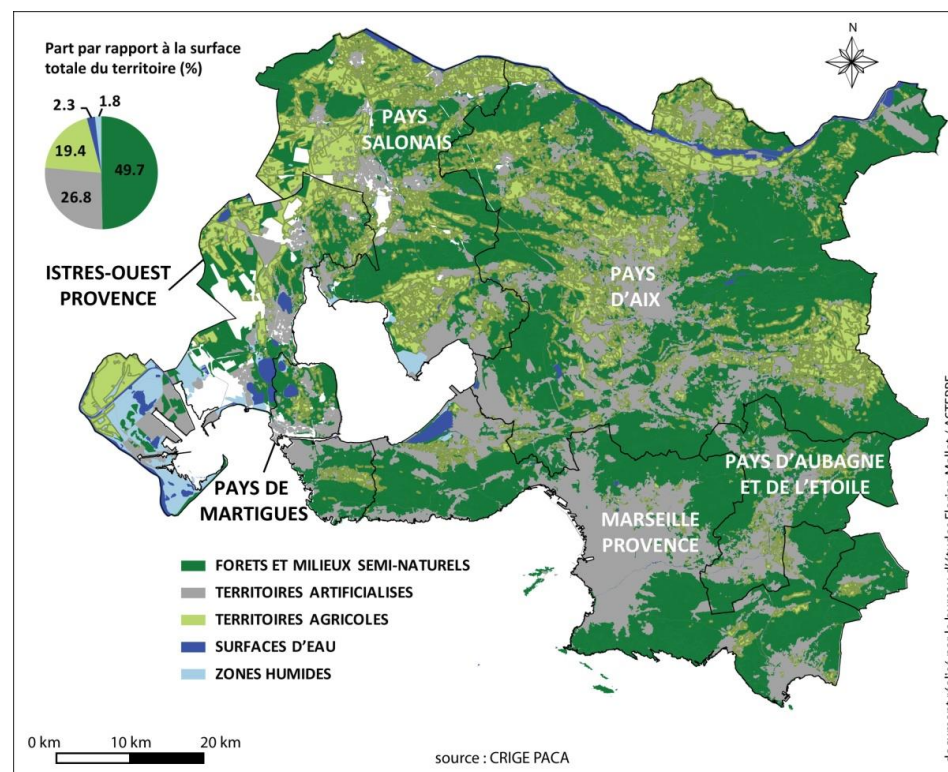 Part par rapport à la surface
totale du territoire (%)
2.3
1.8
19.4
49.7
26.8
N
PAYS
SALONAIS
ISTRES-OUEST
PROVENCE
PAYS
D'AIX
PAYS DE
MARTIGUES
MARSEILLE
PROVENCE
PAYS D'AUBAGNE
ET DE L'ETOILE
FORETS ET MILIEUX SEMI-NATURELS
TERRITOIRES ARTIFICIALISES
TERRITOIRES AGRICOLES
SURFACES D'EAU
ZONES HUMIDES
0 km
10 km
20 km
source : CRIGE PACA